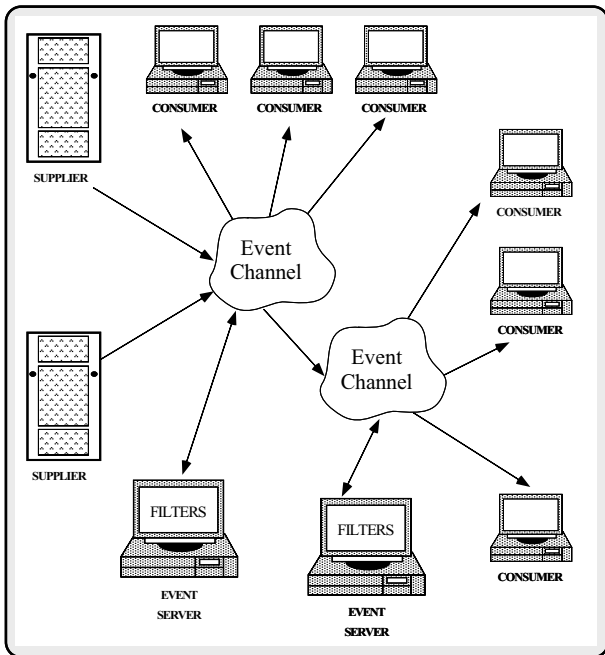 CONSUMER
CONSUMER
CONSUMER
SUPPLIER
CONSUMER
Event
Channel
CONSUMER
Event
Channel
SUPPLIER
FILTERS
FILTERS
CONSUMER
EVENT
SERVER
EVENT
SERVER